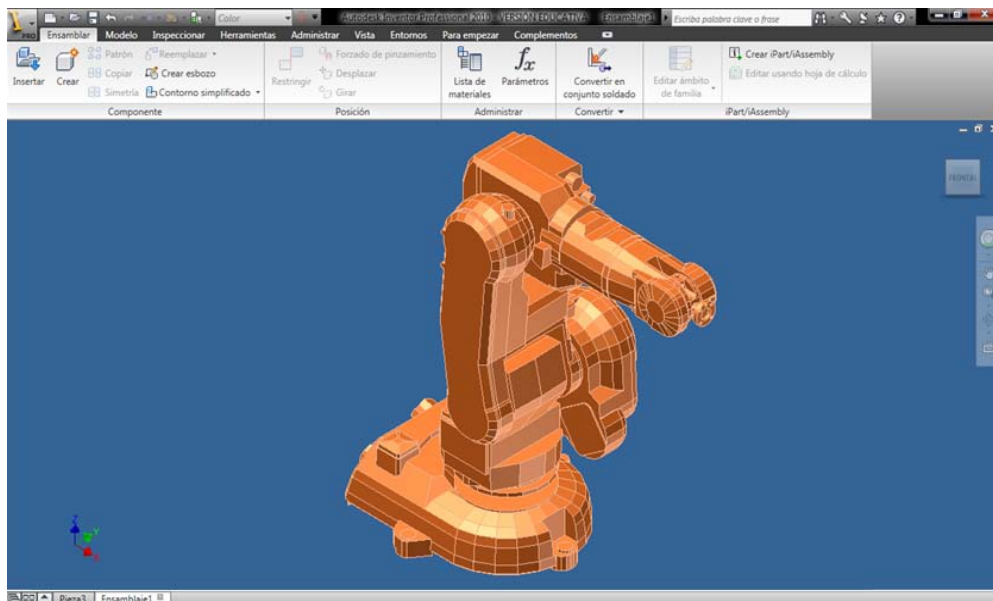 Color Autodesk Inventor Professional 2010 VERSIÓN EDUCATIVA Ensamblaje1 Escriba palabra clave o frase
PRO Ensamblar Modelo Inspeccionar Herramientas Administrar Vista Entornos Para empezar Complementos
Insertar Crear Patrón Copiar Simetría Reemplazar Crear esbozo Contorno simplificado
Restringir Forzado de pinzamiento Desplazar Girar
Lista de materiales fx Parámetros
Convertir en conjunto soldado
Editar ámbito de familia Crear iPart/iAssembly Editar usando hoja de cálculo
Componente Posición Administrar Convertir iPart/iAssembly
FRONTAL
Z
Y
X
Pieza3 Ensamblaje1